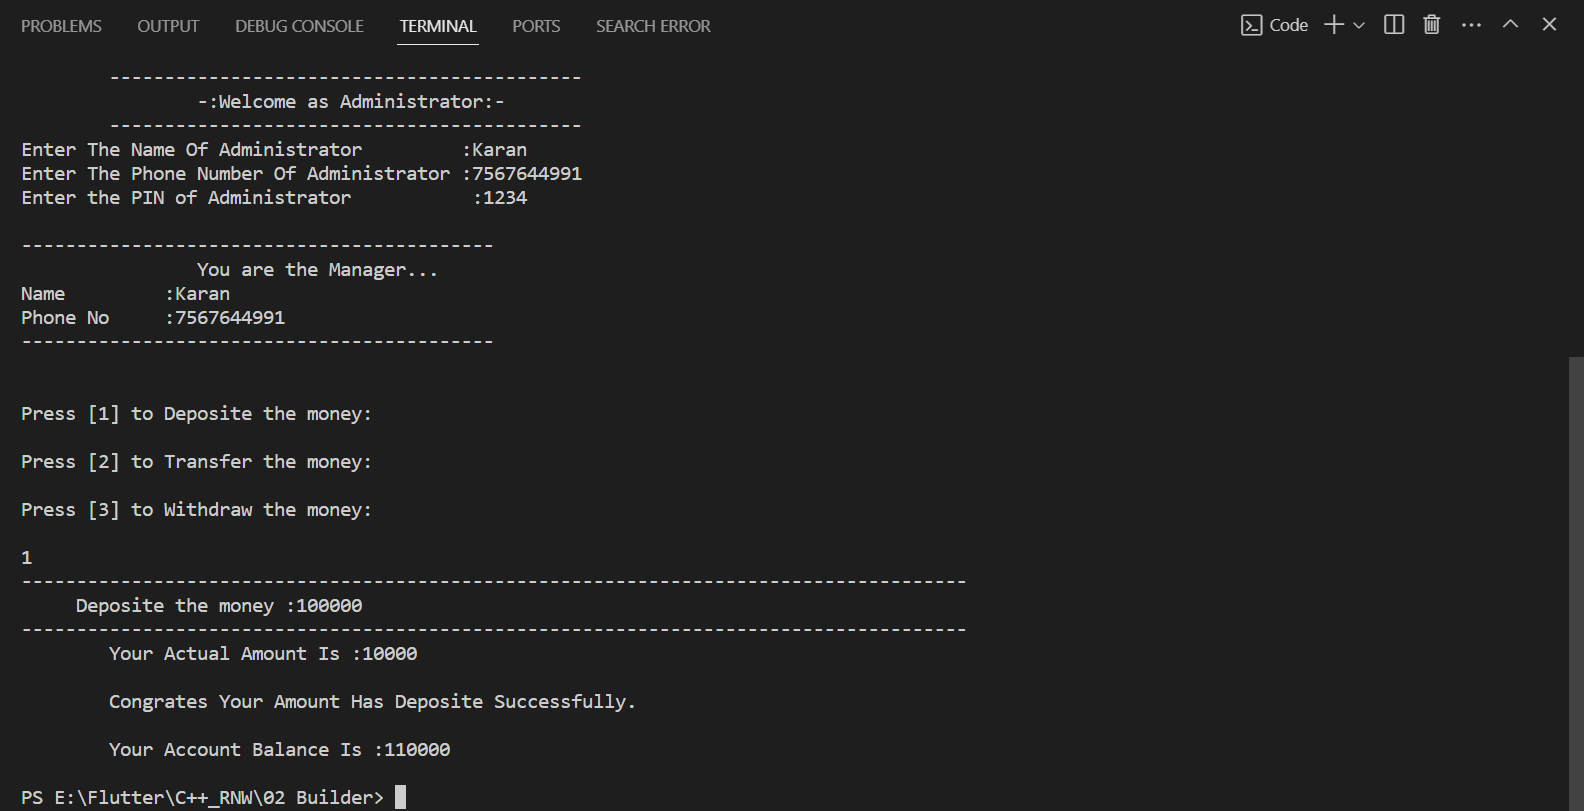 PROBLEMS OUTPUT DEBUG CONSOLE TERMINAL PORTS SEARCH ERROR Code
-------------------------------------------
-:Welcome as Administrator:-
-------------------------------------------
Enter The Name Of Administrator :Karan
Enter The Phone Number Of Administrator :7567644991
Enter the PIN of Administrator :1234
-------------------------------------------
You are the Manager...
Name :Karan
Phone No :7567644991
-------------------------------------------
Press [1] to Deposite the money:
Press [2] to Transfer the money:
Press [3] to Withdraw the money:
1
--------------------------------------------------------------------------------------
Deposite the money :100000
--------------------------------------------------------------------------------------
Your Actual Amount Is :10000
Congrates Your Amount Has Deposite Successfully.
Your Account Balance Is :110000
PS E:\Flutter\C++_RNW\02 Builder>